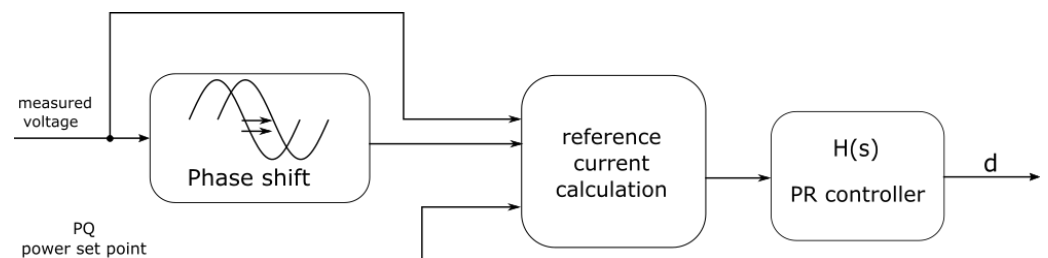 measured
voltage
Phase shift
PQ
power set point
reference
current
calculation
H(s)
PR controller
d